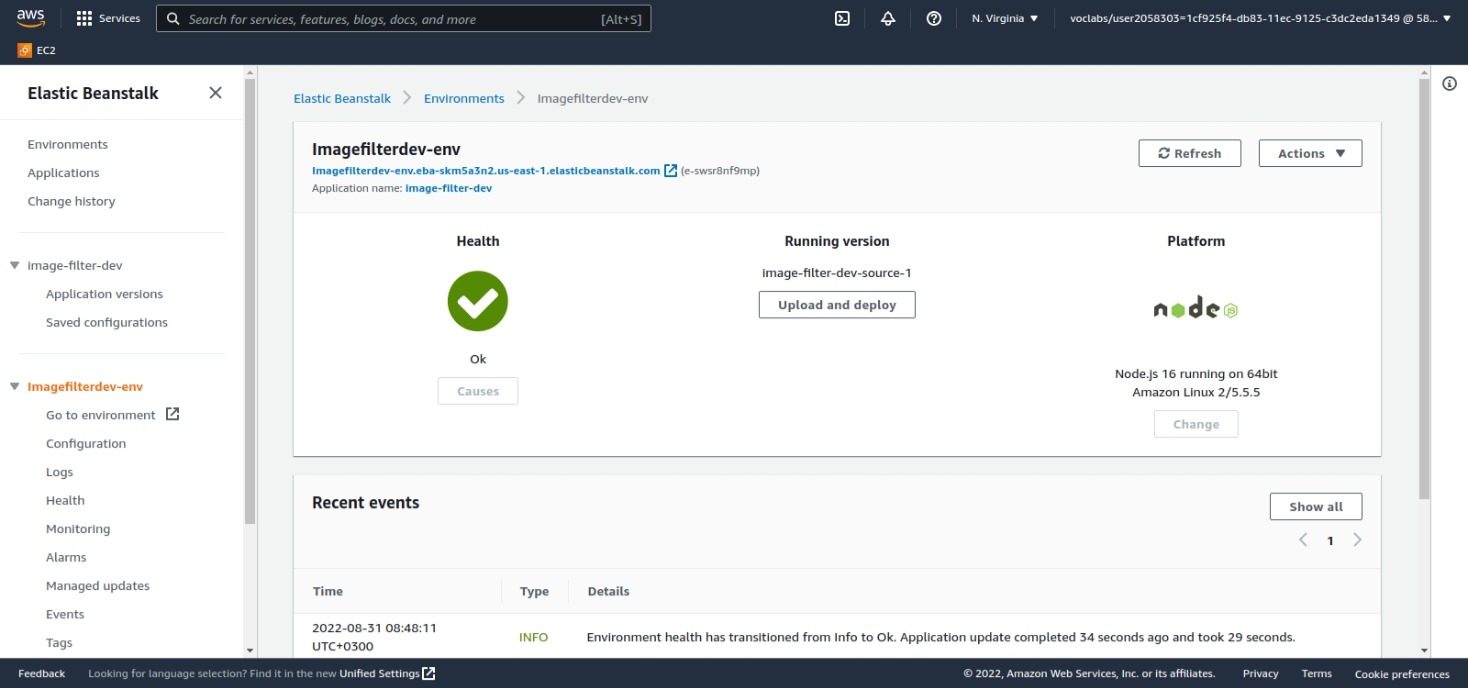 aws
Services
Search for services, features, blogs, docs, and more
[Alt+S]
N. Virginia
voclabs/user2058303=1cf925f4-db83-11ec-9125-c3dc2eda1349 @ 58...
EC2
Elastic Beanstalk
Environments
Applications
Change history
image-filter-dev
Application versions
Saved configurations
Imagefilterdev-env
Go to environment
Configuration
Logs
Health
Monitoring
Alarms
Managed updates
Events
Tags
Elastic Beanstalk
Environments
Imagefilterdev-env
Imagefilterdev-env
Imagefilterdev-env.eba-skm5a3n2.us-east-1.elasticbeanstalk.com (e-swsr8nf9mp)
Application name: image-filter-dev
Refresh
Actions
Health
Ok
Causes
Running version
image-filter-dev-source-1
Upload and deploy
Platform
node JS
Node.js 16 running on 64bit
Amazon Linux 2/5.5.5
Change
Recent events
Show all
1
Time
Type
Details
2022-08-31 08:48:11
UTC+0300
INFO
Environment health has transitioned from Info to Ok. Application update completed 34 seconds ago and took 29 seconds.
Feedback
Looking for language selection? Find it in the new Unified Settings
© 2022, Amazon Web Services, Inc. or its affiliates.
Privacy
Terms
Cookie preferences